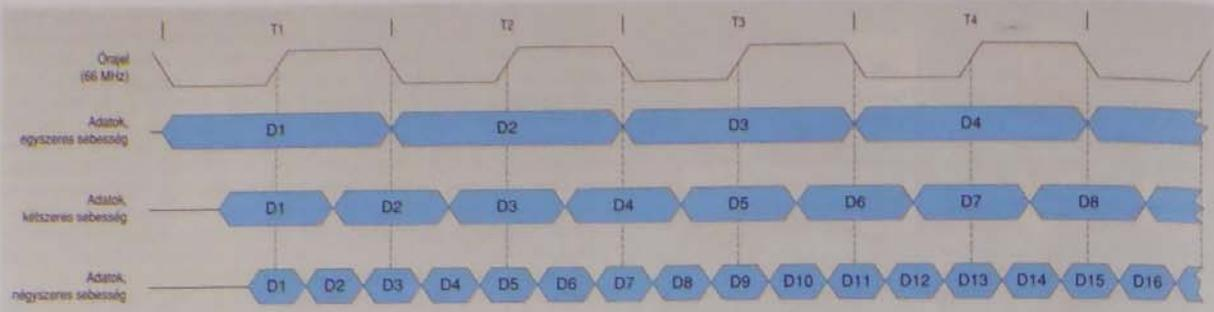 T1 T2 T3 T4
Órajel
(66 MHz)
Adatok,
egyszeres sebesség
D1 D2 D3 D4
Adatok,
kétszeres sebesség
D1 D2 D3 D4 D5 D6 D7 D8
Adatok,
négyszeres sebesség
D1 D2 D3 D4 D5 D6 D7 D8 D9 D10 D11 D12 D13 D14 D15 D16